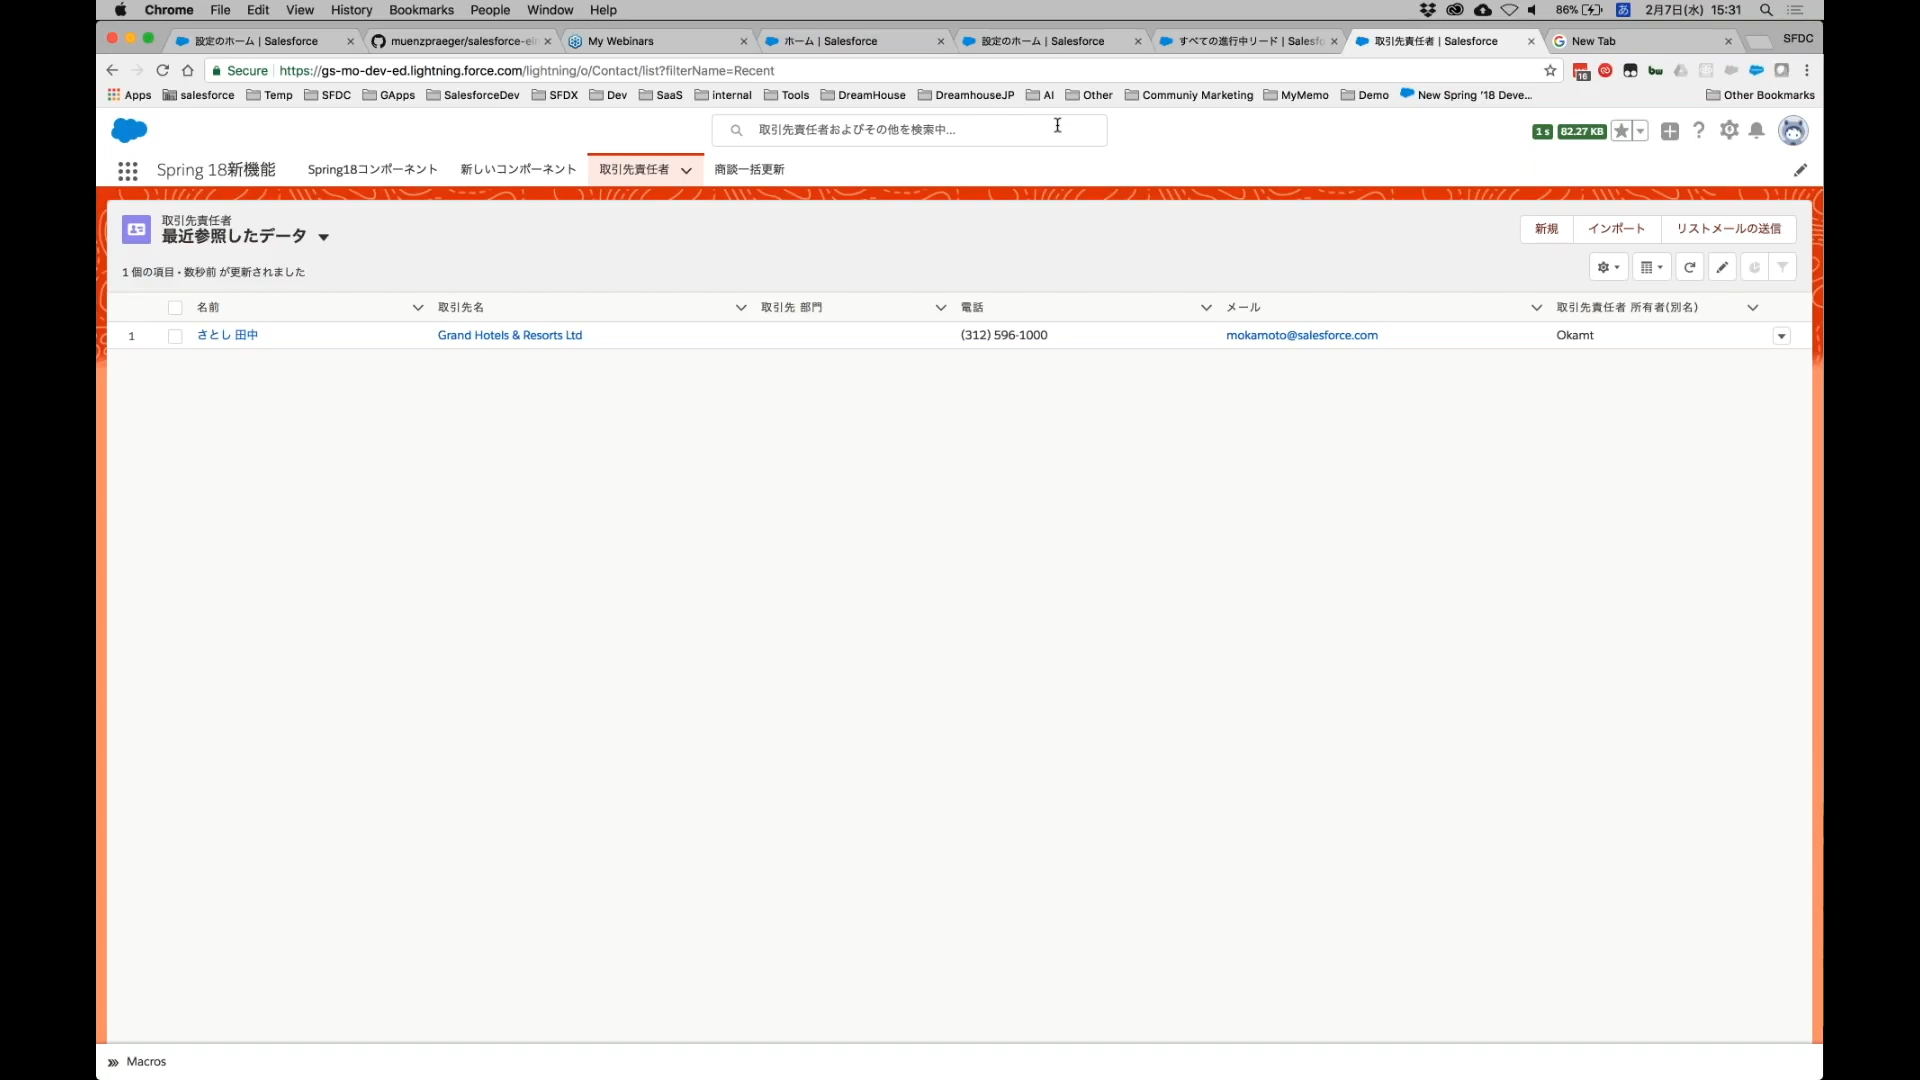 Chrome File Edit View History Bookmarks People Window Help 86% あ 2月7日(水) 15:31
設定のホーム | Salesforce muenzpraeger/salesforce-ein My Webinars ホーム | Salesforce 設定のホーム | Salesforce すべての進行中リード | Salesfo 取引先責任者 | Salesforce New Tab SFDC
Secure https://gs-mo-dev-ed.lightning.force.com/lightning/o/Contact/list?filterName=Recent 16 bw
Apps salesforce Temp SFDC GApps SalesforceDev SFDX Dev SaaS internal Tools DreamHouse DreamhouseJP AI Other Communiy Marketing MyMemo Demo New Spring '18 Deve... Other Bookmarks
取引先責任者およびその他を検索中... 1 s 82.27 KB
Spring 18新機能 Spring18コンポーネント 新しいコンポーネント 取引先責任者 商談一括更新
取引先責任者
最近参照したデータ 新規 インポート リストメールの送信
1 個の項目・数秒前 が更新されました
名前 取引先名 取引先 部門 電話 メール 取引先責任者 所有者(別名)
1 さとし 田中 Grand Hotels & Resorts Ltd (312) 596-1000 mokamoto@salesforce.com Okamt
Macros